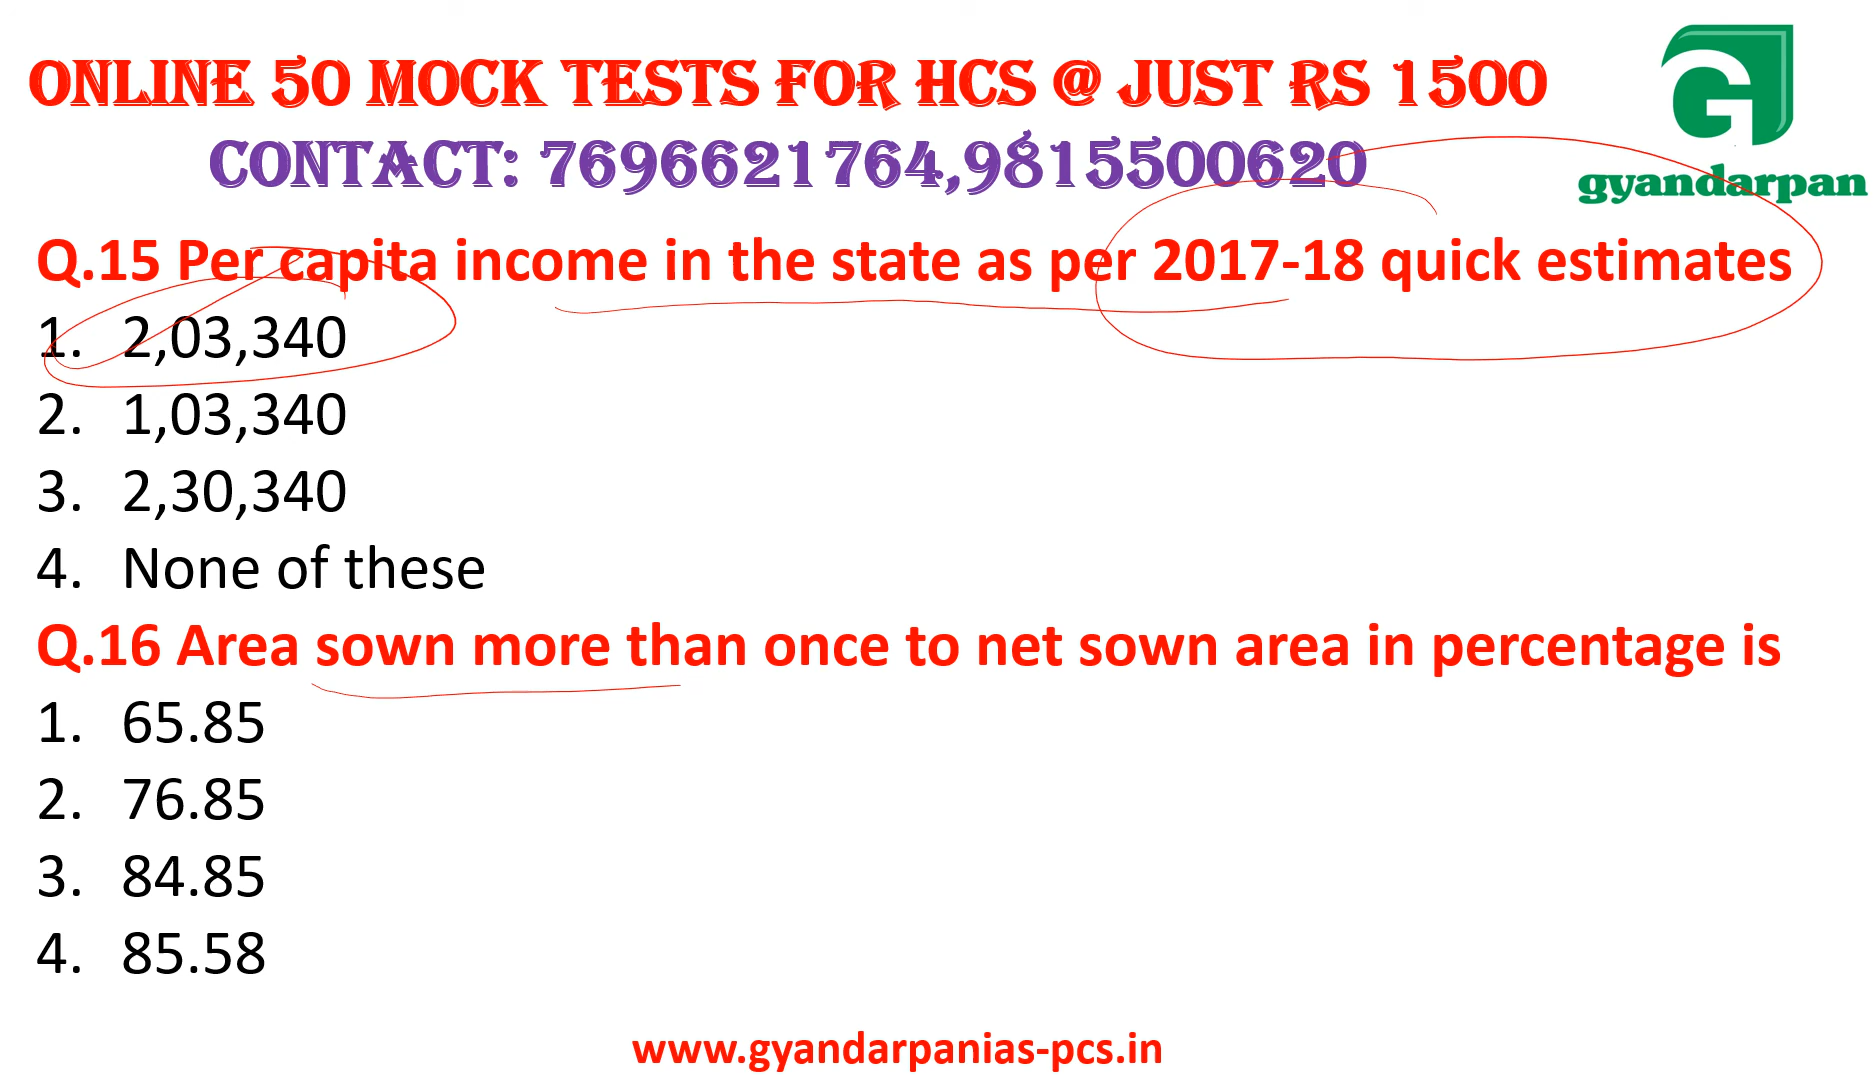 ONLINE 50 MOCK TESTS FOR HCS @ JUST RS 1500
CONTACT: 7696621764,9815500620
gyandarpan
Q.15 Per capita income in the state as per 2017-18 quick estimates
1. 2,03,340
2. 1,03,340
3. 2,30,340
4. None of these
Q.16 Area sown more than once to net sown area in percentage is
1. 65.85
2. 76.85
3. 84.85
4. 85.58
www.gyandarpanias-pcs.in